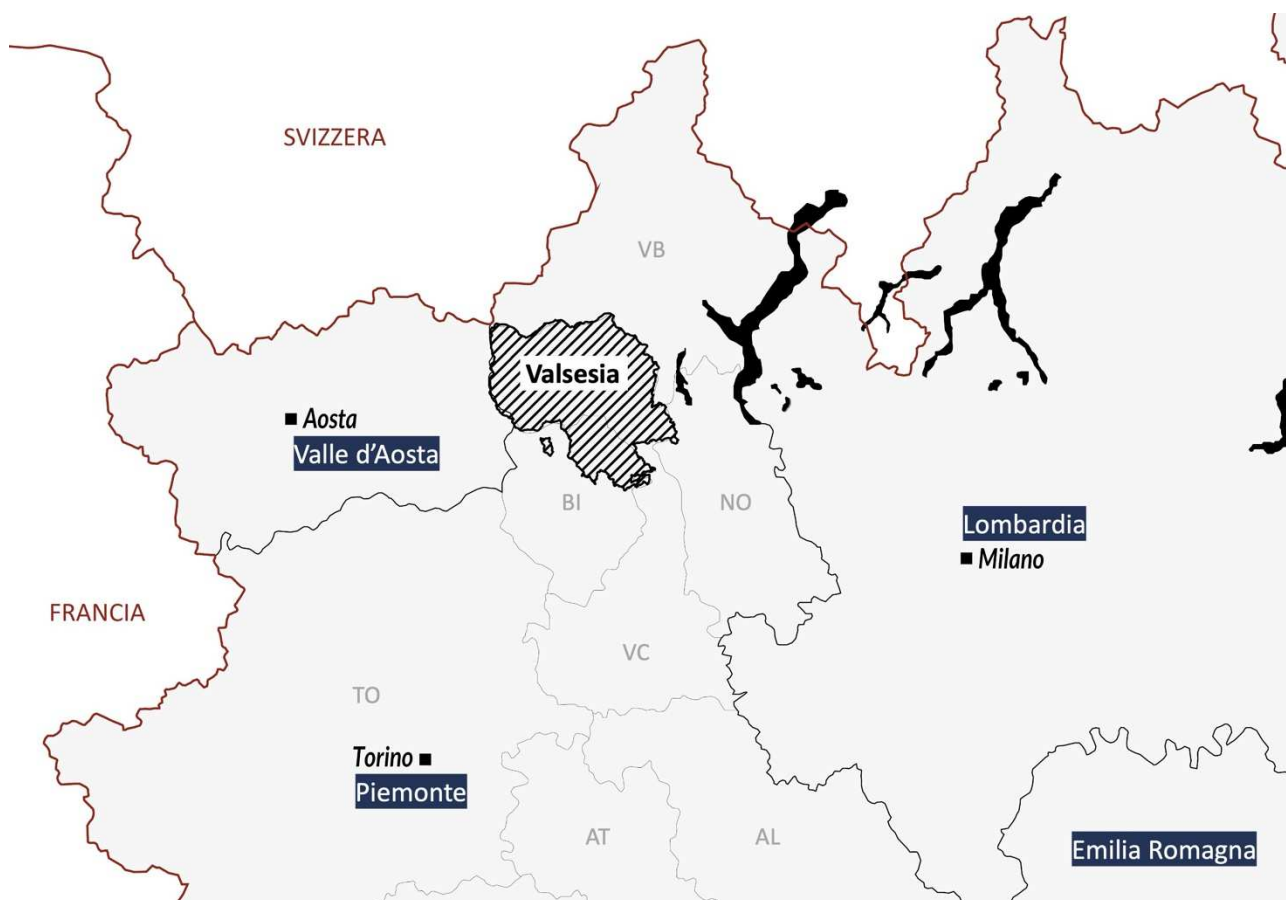 SVIZZERA
VB
Valsesia
Aosta
Valle d'Aosta
BI
NO
Lombardia
Milano
FRANCIA
VC
TO
Torino
Piemonte
AT
AL
Emilia Romagna